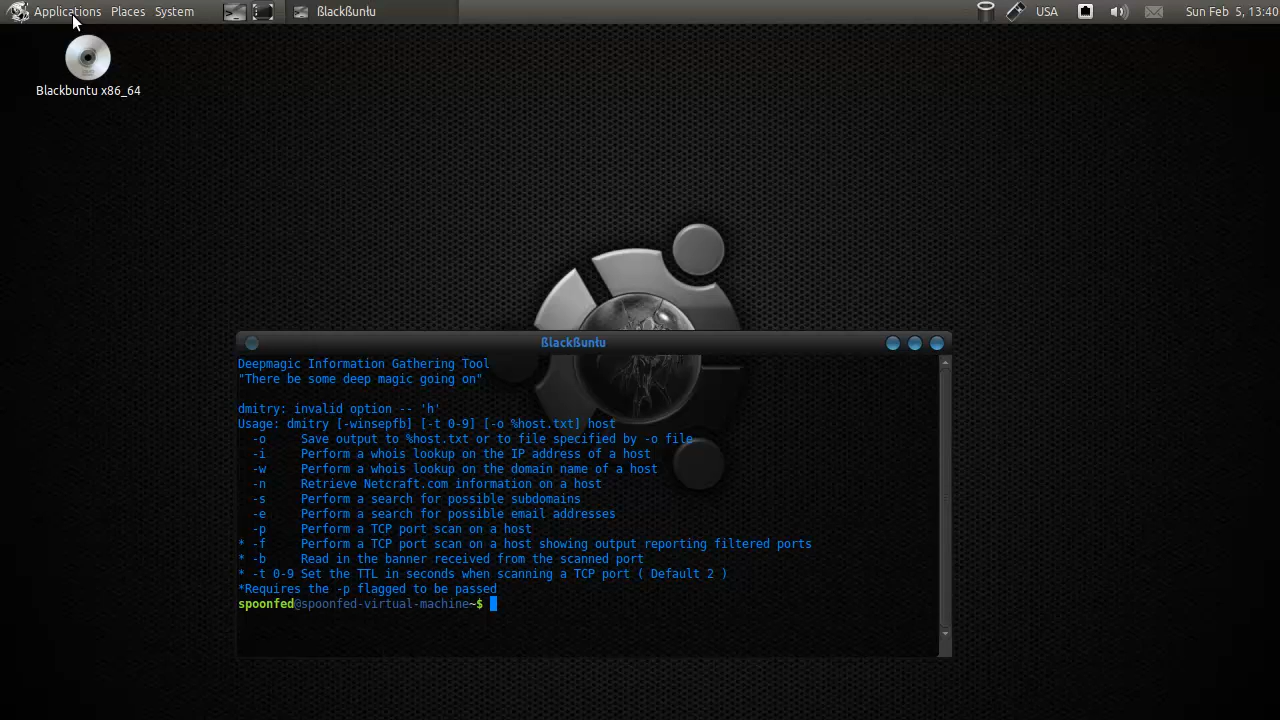 Applications Places System ßlackßuntu USA Sun Feb 5, 13:40
Blackbuntu x86_64
ßlackßuntu
Deepmagic Information Gathering Tool
"There be some deep magic going on"
dmitry: invalid option -- 'h'
Usage: dmitry [-winsepfb] [-t 0-9] [-o %host.txt] host
-o Save output to %host.txt or to file specified by -o file
-i Perform a whois lookup on the IP address of a host
-w Perform a whois lookup on the domain name of a host
-n Retrieve Netcraft.com information on a host
-s Perform a search for possible subdomains
-e Perform a search for possible email addresses
-p Perform a TCP port scan on a host
* -f Perform a TCP port scan on a host showing output reporting filtered ports
* -b Read in the banner received from the scanned port
* -t 0-9 Set the TTL in seconds when scanning a TCP port ( Default 2 )
*Requires the -p flagged to be passed
spoonfed@spoonfed-virtual-machine~$